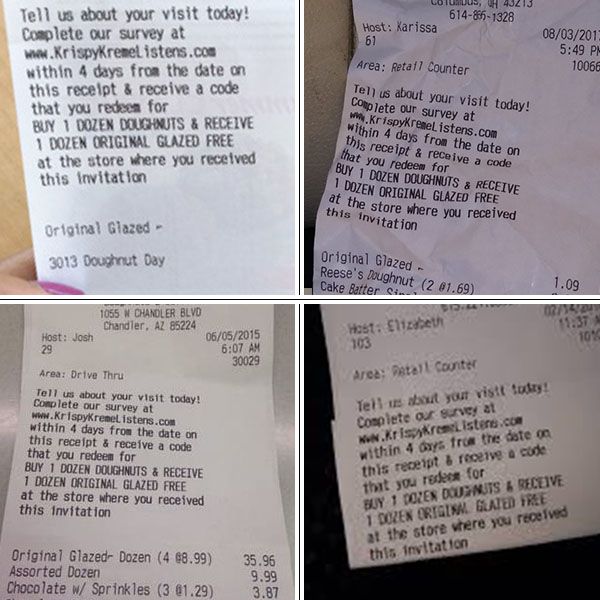 Tell us about your visit today!
Complete our survey at
www.KrispyKremeListens.com
within 4 days from the date on
this receipt & receive a code
that you redeem for
BUY 1 DOZEN DOUGHNUTS & RECEIVE
1 DOZEN ORIGINAL GLAZED FREE
at the store where you received
this invitation
Original Glazed -
3013 Doughnut Day
Columbus, OH 43213
614-866-1328
Host: Karissa 08/03/201
61 5:49 PM
10066
Area: Retail Counter
Tell us about your visit today!
Complete our survey at
www.KrispyKremeListens.com
within 4 days from the date on
this receipt & receive a code
that you redeem for
BUY 1 DOZEN DOUGHNUTS & RECEIVE
1 DOZEN ORIGINAL GLAZED FREE
at the store where you received
this invitation
Original Glazed -
Reese's Doughnut (2 @1.69) 1.09
Cake Batter
1055 W CHANDLER BLVD
Chandler, AZ 85224
Host: Josh 06/05/2015
29 6:07 AM
30029
Area: Drive Thru
Tell us about your visit today!
Complete our survey at
www.KrispyKremeListens.com
within 4 days from the date on
this receipt & receive a code
that you redeem for
BUY 1 DOZEN DOUGHNUTS & RECEIVE
1 DOZEN ORIGINAL GLAZED FREE
at the store where you received
this invitation
Original Glazed- Dozen (4 @8.99) 35.96
Assorted Dozen 9.99
Chocolate w/ Sprinkles (3 @1.29) 3.87
Host: Elizabeth 02/14/20
103 11:37 A
Area: Retail Counter
Tell us about your visit today!
Complete our survey at
www.KrispyKremeListens.com
within 4 days from the date on
this receipt & receive a code
that you redeem for
BUY 1 DOZEN DOUGHNUTS & RECEIVE
1 DOZEN ORIGINAL GLAZED FREE
at the store where you received
this invitation